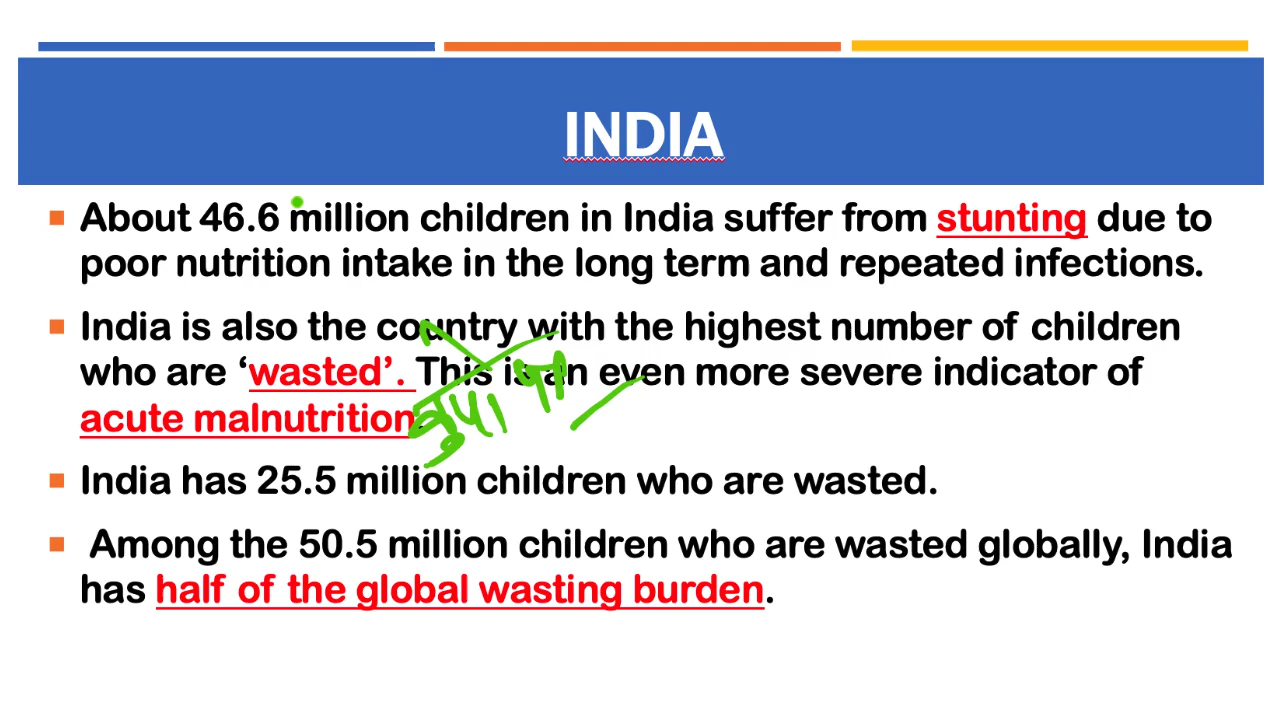 INDIA
About 46.6 million children in India suffer from stunting due to
poor nutrition intake in the long term and repeated infections.
India is also the country with the highest number of children
who are ‘wasted’. This is an even more severe indicator of
acute malnutrition.
India has 25.5 million children who are wasted.
Among the 50.5 million children who are wasted globally, India
has half of the global wasting burden.